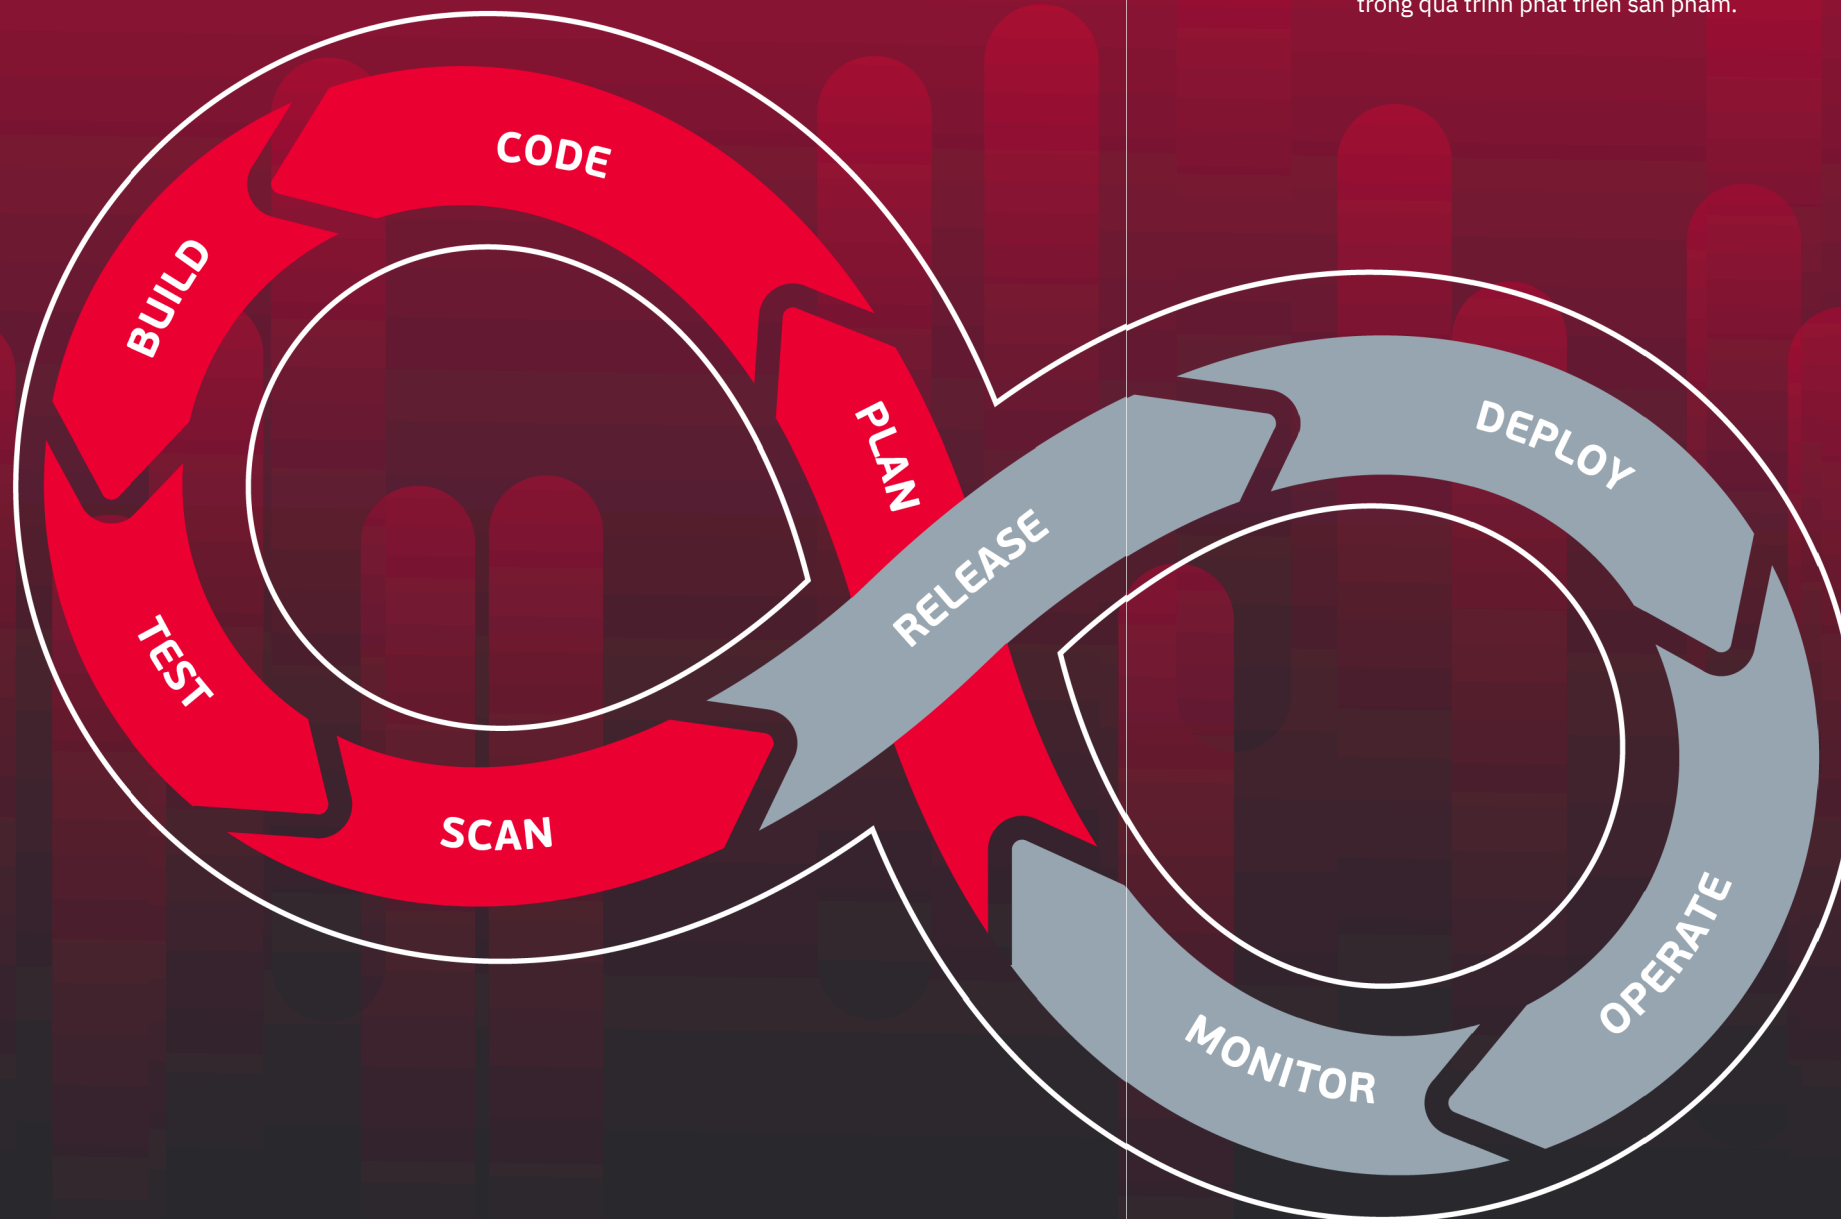 trong quá trình phát triển sản phẩm.
CODE
BUILD
PLAN
DEPLOY
RELEASE
TEST
SCAN
OPERATE
MONITOR